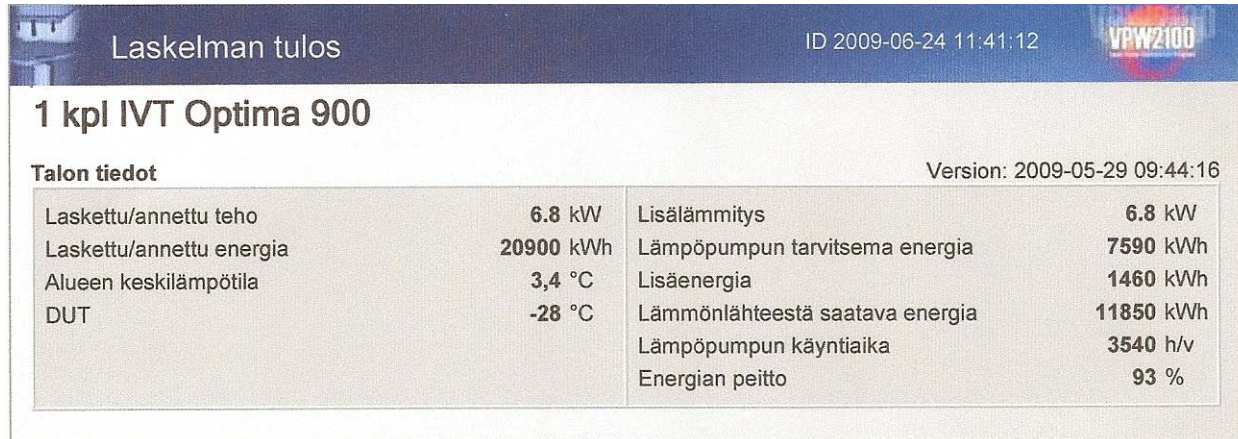 Laskelman tulos
ID 2009-06-24 11:41:12
VPW2100
1 kpl IVT Optima 900
Talon tiedot
Version: 2009-05-29 09:44:16
Laskettu/annettu teho 6.8 kW
Laskettu/annettu energia 20900 kWh
Alueen keskilämpötila 3,4 °C
DUT -28 °C
Lisälämmitys 6.8 kW
Lämpöpumpun tarvitsema energia 7590 kWh
Lisäenergia 1460 kWh
Lämmönlähteestä saatava energia 11850 kWh
Lämpöpumpun käyntiaika 3540 h/v
Energian peitto 93 %